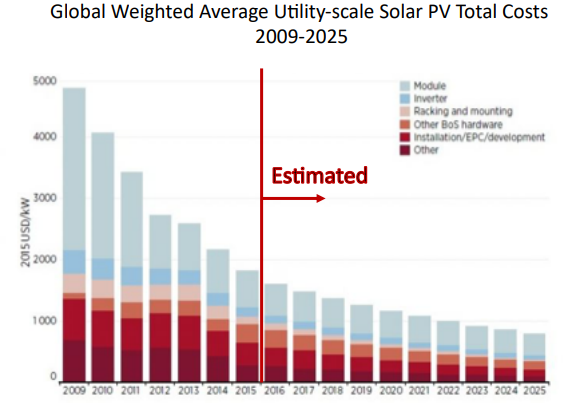 Global Weighted Average Utility-scale Solar PV Total Costs
2009-2025
5000
4000
3000
2000
1000
0
2015 USD/kW
Module
Inverter
Racking and mounting
Other BoS hardware
Installation/EPC/development
Other
Estimated
2009 2010 2011 2012 2013 2014 2015 2016 2017 2018 2019 2020 2021 2022 2023 2024 2025